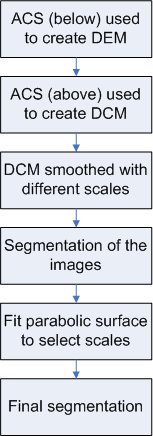 ACS (below) used
to create DEM
ACS (above) used
to create DCM
DCM smoothed with
different scales
Segmentation of the
images
Fit parabolic surface
to select scales
Final segmentation